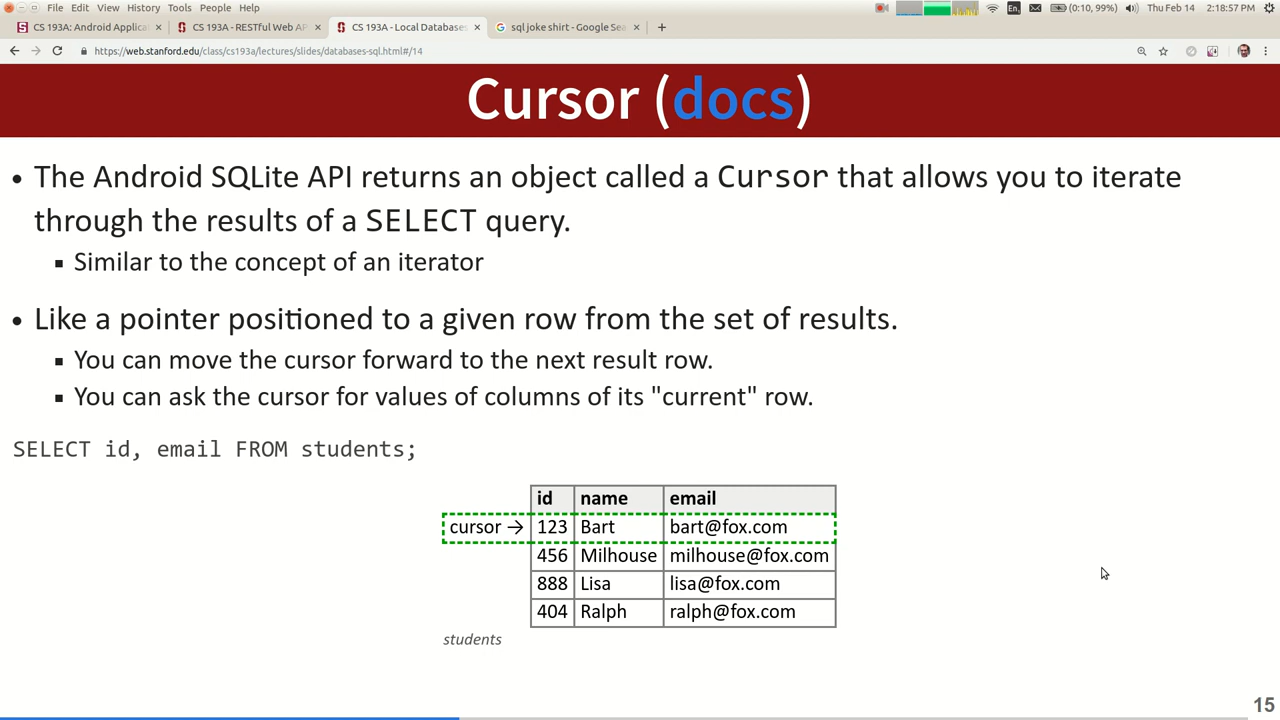 File Edit View History Tools People Help
En (0:10, 99%) Thu Feb 14 2:18:57 PM
CS 193A: Android Applica × CS 193A - RESTful Web AP × CS 193A - Local Databases × sql joke shirt - Google Sea × +
https://web.stanford.edu/class/cs193a/lectures/slides/databases-sql.html#/14
Cursor (docs)
• The Android SQLite API returns an object called a Cursor that allows you to iterate
through the results of a SELECT query.
▪ Similar to the concept of an iterator
• Like a pointer positioned to a given row from the set of results.
▪ You can move the cursor forward to the next result row.
▪ You can ask the cursor for values of columns of its "current" row.
SELECT id, email FROM students;
id name email
cursor → 123 Bart bart@fox.com
456 Milhouse milhouse@fox.com
888 Lisa lisa@fox.com
404 Ralph ralph@fox.com
students
15